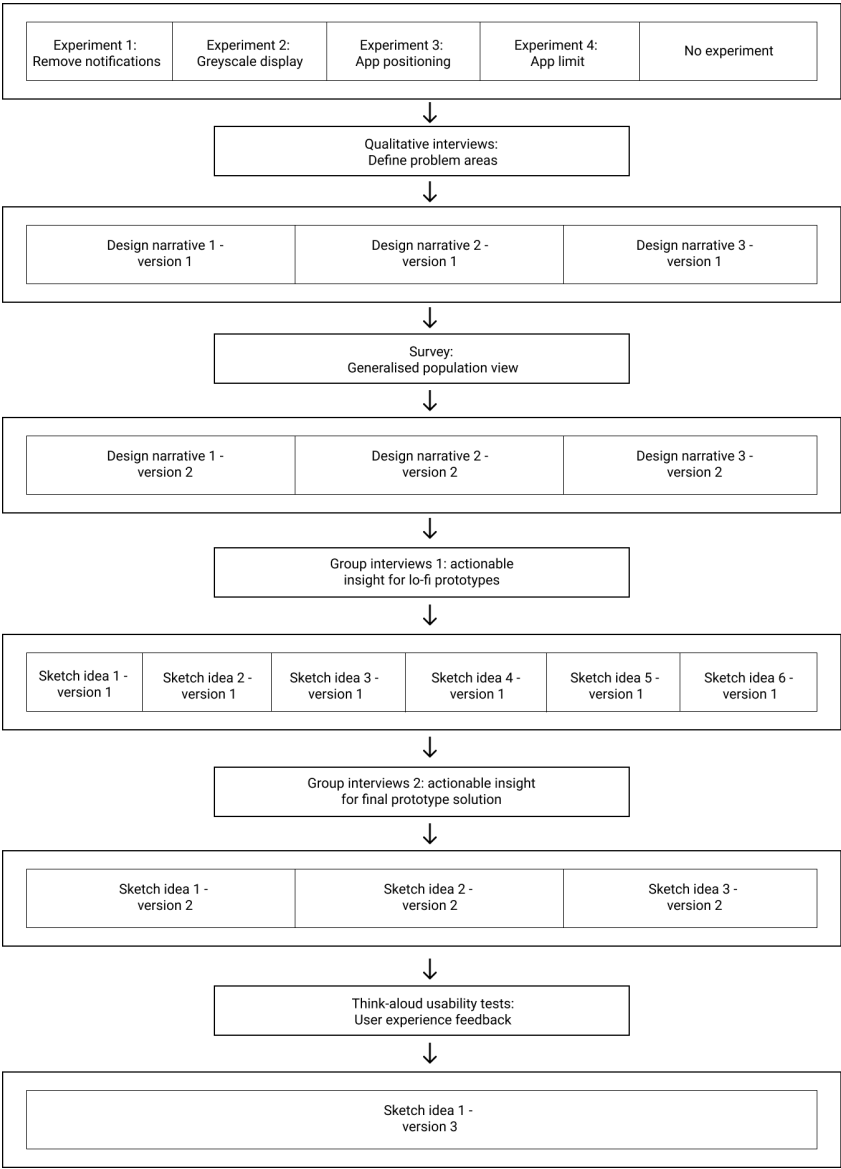 Experiment 1:
Remove notifications
Experiment 2:
Greyscale display
Experiment 3:
App positioning
Experiment 4:
App limit
No experiment
Qualitative interviews:
Define problem areas
Design narrative 1 -
version 1
Design narrative 2 -
version 1
Design narrative 3 -
version 1
Survey:
Generalised population view
Design narrative 1 -
version 2
Design narrative 2 -
version 2
Design narrative 3 -
version 2
Group interviews 1: actionable
insight for lo-fi prototypes
Sketch idea 1 -
version 1
Sketch idea 2 -
version 1
Sketch idea 3 -
version 1
Sketch idea 4 -
version 1
Sketch idea 5 -
version 1
Sketch idea 6 -
version 1
Group interviews 2: actionable insight
for final prototype solution
Sketch idea 1 -
version 2
Sketch idea 2 -
version 2
Sketch idea 3 -
version 2
Think-aloud usability tests:
User experience feedback
Sketch idea 1 -
version 3